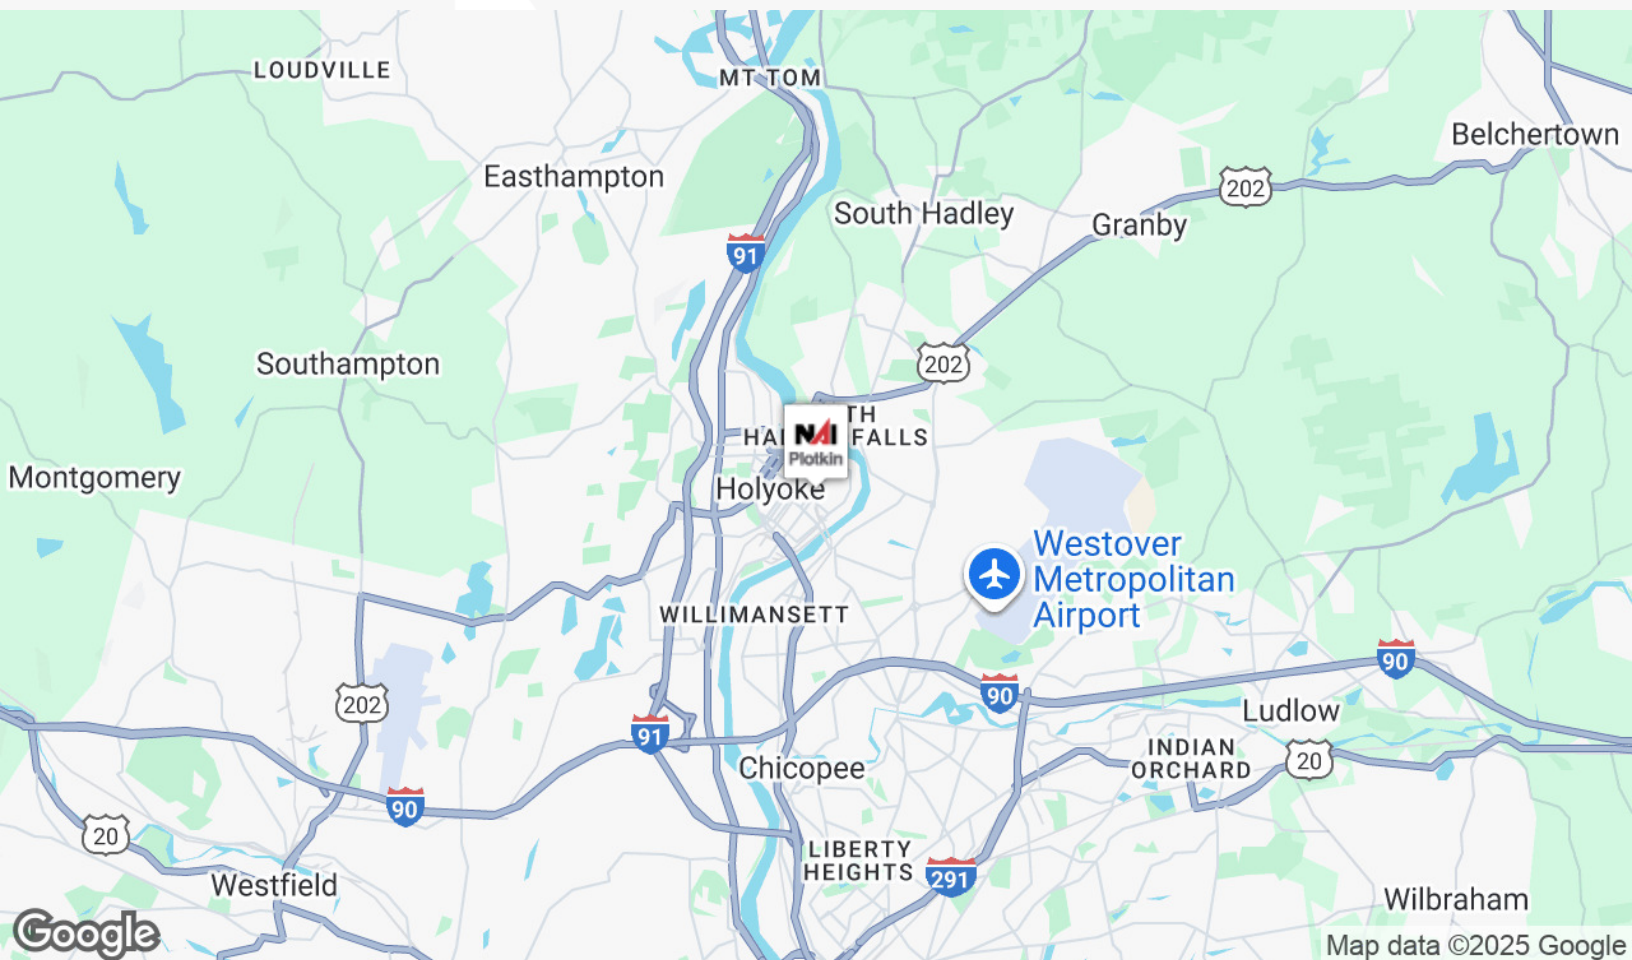 LOUDVILLE
MT TOM
Belchertown
Easthampton
202
South Hadley
Granby
91
Southampton
202
TH
HA
FALLS
NAI
Plotkin
Montgomery
Holyoke
Westover
Metropolitan
Airport
WILLIMANSETT
90
90
202
Ludlow
91
INDIAN
ORCHARD
20
Chicopee
90
20
LIBERTY
HEIGHTS
291
Westfield
Wilbraham
Google
Map data ©2025 Google